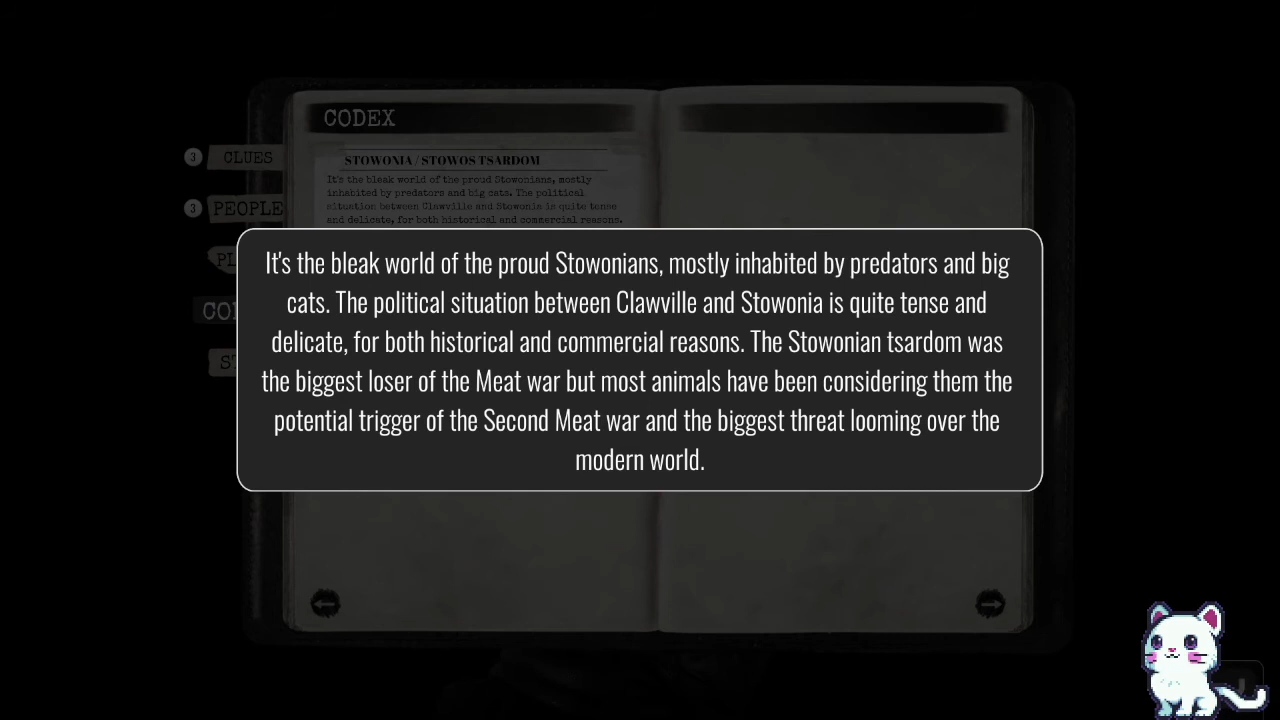 CODEX
STOWONIA / STOWOS TSARDOM
3 CLUES
It's the bleak world of the proud Stowonians, mostly
inhabited by predators and big cats. The political
situation between Clawville and Stowonia is quite tense
and delicate, for both historical and commercial reasons.
3 PEOPLE
It's the bleak world of the proud Stowonians, mostly inhabited by predators and big
cats. The political situation between Clawville and Stowonia is quite tense and
delicate, for both historical and commercial reasons. The Stowonian tsardom was
the biggest loser of the Meat war but most animals have been considering them the
potential trigger of the Second Meat war and the biggest threat looming over the
modern world.